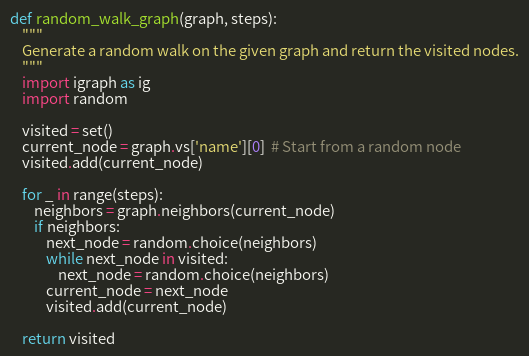 def random_walk_graph(graph, steps):
    """
    Generate a random walk on the given graph and return the visited nodes.
    """
    import igraph as ig
    import random

    visited = set()
    current_node = graph.vs['name'][0]  # Start from a random node
    visited.add(current_node)

    for _ in range(steps):
        neighbors = graph.neighbors(current_node)
        if neighbors:
            next_node = random.choice(neighbors)
            while next_node in visited:
                next_node = random.choice(neighbors)
            current_node = next_node
            visited.add(current_node)

    return visited